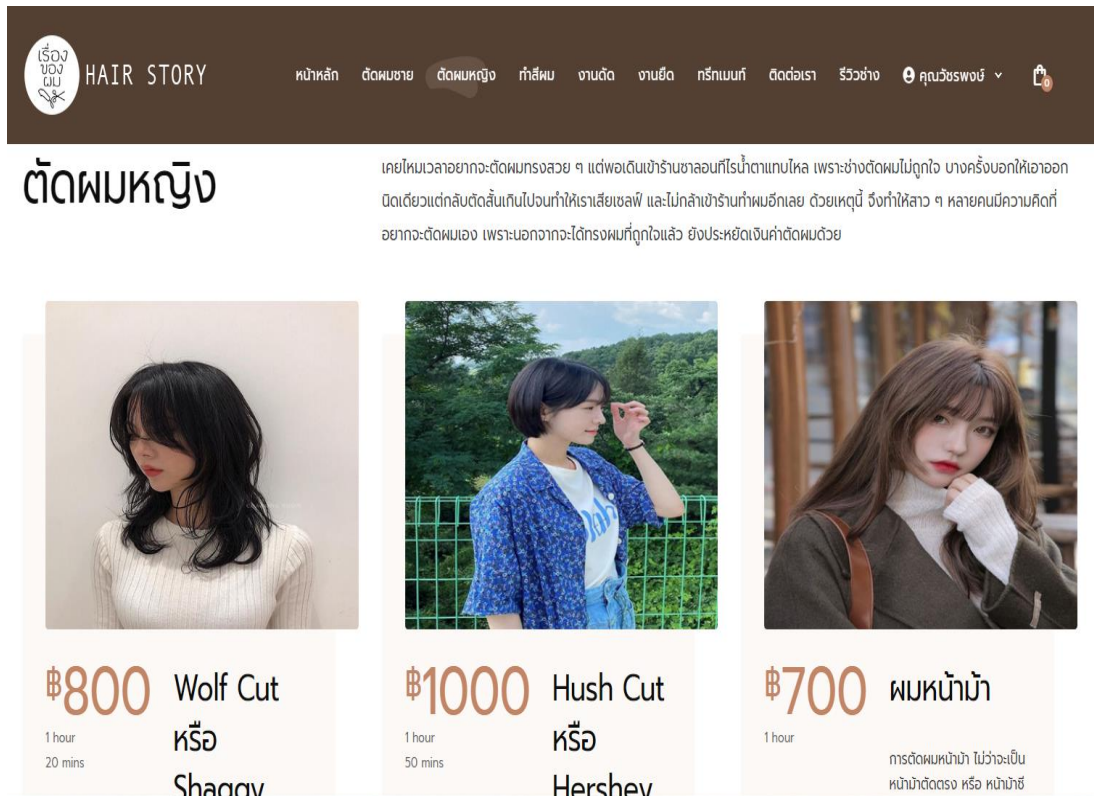 เรื่อง
ของ
ผม
HAIR STORY
หน้าหลัก ตัดผมชาย ตัดผมหญิง ทำสีผม งานดัด งานยืด ทรีทเมนท์ ติดต่อเรา รีวิวช่าง คุณวัชรพงษ์ 0
ตัดผมหญิง
เคยไหมเวลาอยากจะตัดผมทรงสวย ๆ แต่พอเดินเข้าร้านซาลอนทีไรน้ำตาแทบไหล เพราะช่างตัดผมไม่ถูกใจ บางครั้งบอกให้เอาออก
นิดเดียวแต่กลับตัดสั้นเกินไปจนทำให้เราเสียเซลฟ์ และไม่กล้าเข้าร้านทำผมอีกเลย ด้วยเหตุนี้ จึงทำให้สาว ๆ หลายคนมีความคิดที่
อยากจะตัดผมเอง เพราะนอกจากจะได้ทรงผมที่ถูกใจแล้ว ยังประหยัดเงินค่าตัดผมด้วย
฿800
1 hour
20 mins
Wolf Cut
หรือ
Shaggy
฿1000
1 hour
50 mins
Hush Cut
หรือ
Hershey
฿700
1 hour
ผมหน้าม้า
การตัดผมหน้าม้า ไม่ว่าจะเป็น
หน้าม้าตัดตรง หรือ หน้าม้าซี